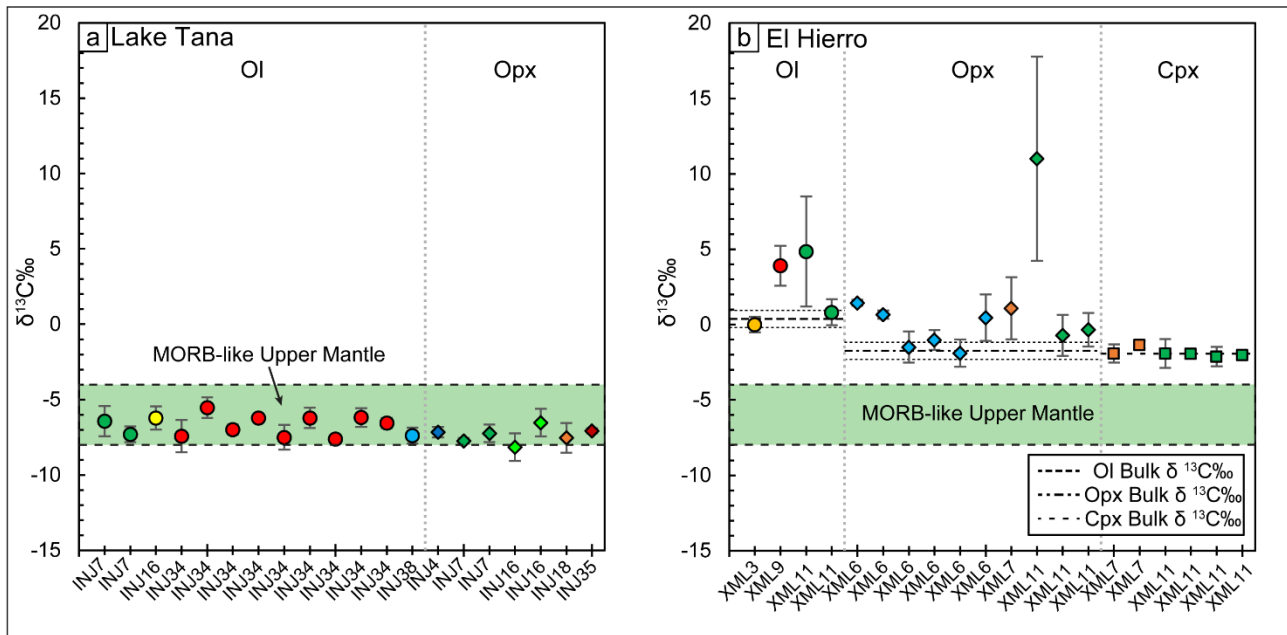 a Lake Tana
Ol
Opx
20
15
10
5
0
-5
-10
-15
δ¹³C‰
MORB-like Upper Mantle
INJ7
INJ7
INJ16
INJ34
INJ34
INJ34
INJ34
INJ34
INJ34
INJ34
INJ34
INJ34
INJ38
INJ4
INJ7
INJ7
INJ16
INJ16
INJ18
INJ35
b El Hierro
Ol
Opx
Cpx
20
15
10
5
0
-5
-10
-15
δ¹³C‰
MORB-like Upper Mantle
Ol Bulk δ ¹³C‰
Opx Bulk δ ¹³C‰
Cpx Bulk δ ¹³C‰
XML3
XML9
XML11
XML11
XML6
XML6
XML6
XML6
XML6
XML6
XML7
XML11
XML11
XML11
XML7
XML7
XML11
XML11
XML11
XML11